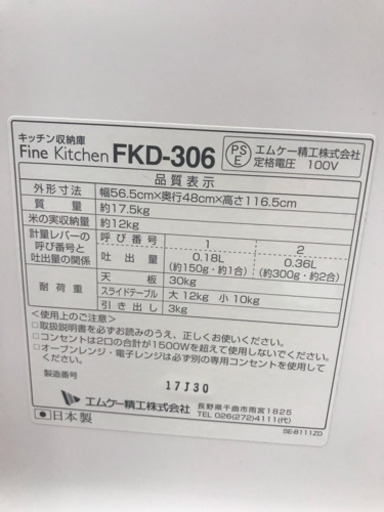 キッチン収納庫
Fine Kitchen FKD-306
PS E
エムケー精工株式会社
定格電圧 100V
品質表示
外形寸法 幅56.5cm×奥行48cm×高さ116.5cm
質量 約17.5kg
米の実収納量 約12kg
計量レバーの呼び番号と吐出量の関係
呼び番号 1 2
吐出量 0.18L (約150g・約1合) 0.36L (約300g・約2合)
耐荷重
天板 30kg
スライドテーブル 大 12kg 小 10kg
引き出し 3kg
<使用上のご注意>
●取扱説明書を必ずお読みのうえ、正しくお使いください。
●コンセントは2口の合計が1500Wを超えて使用しないでください。
●オーブンレンジ・電子レンジは必ず別の専用コンセントを使用してください。
製造番号 17J30
エムケー精工株式会社
長野県千曲市雨宮1825
TEL 026(272)4111(代)
日本製
SE-B111ZD